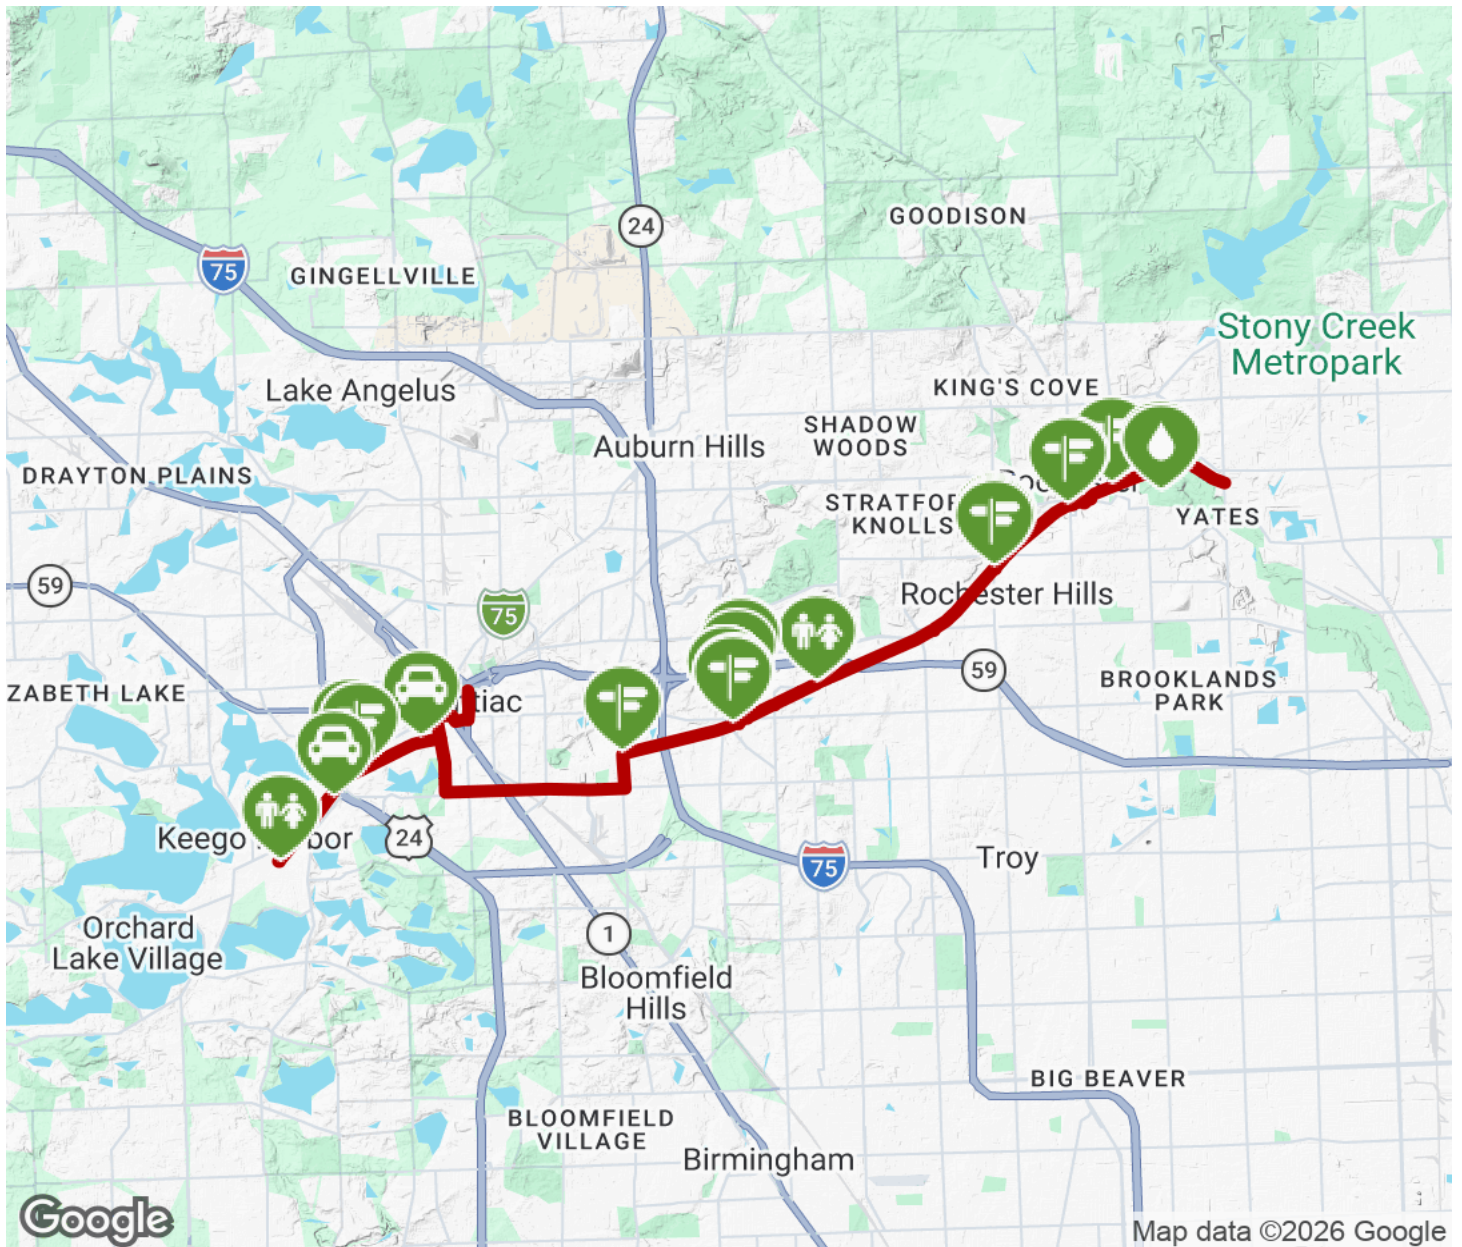 24
GOODISON
75
GINGELLVILLE
Stony Creek
Metropark
KING'S COVE
Lake Angelus
SHADOW
WOODS
Auburn Hills
DRAYTON PLAINS
STRATFOR
KNOLLS
YATES
59
Rochester Hills
75
59
BROOKLANDS
PARK
ZABETH LAKE
tiac
Keego
bor
24
75
Troy
Orchard
Lake Village
1
Bloomfield
Hills
BIG BEAVER
BLOOMFIELD
VILLAGE
Birmingham
Google
Map data ©2026 Google